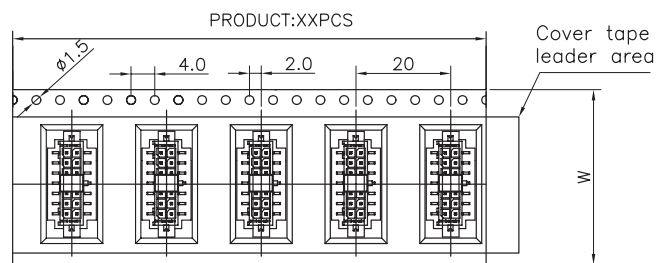 PRODUCT:XXPCS
Cover tape
leader area
ø1.5
4.0
2.0
20
W